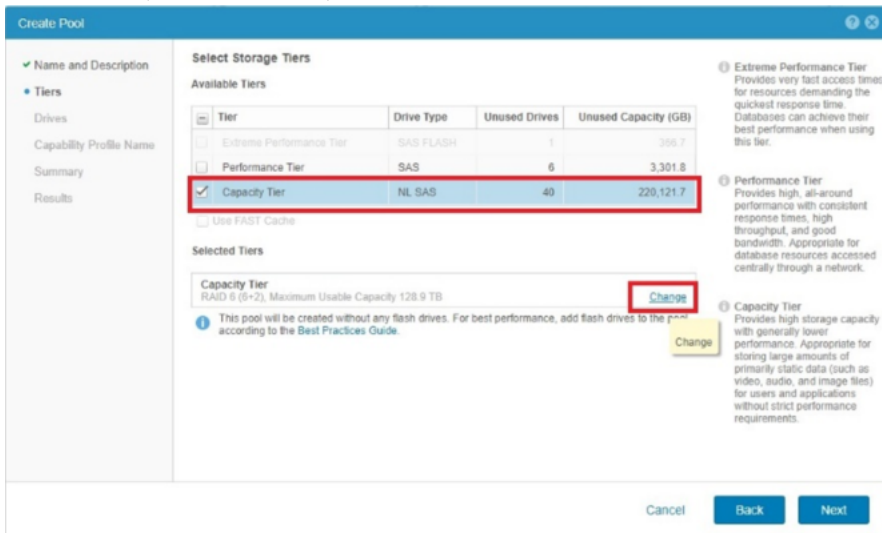 Create Pool
Name and Description
Tiers
Drives
Capability Profile Name
Summary
Results
Select Storage Tiers
Available Tiers
Tier Drive Type Unused Drives Unused Capacity (GB)
Extreme Performance Tier SAS FLASH 1 366.7
Performance Tier SAS 6 3,301.8
Capacity Tier NL SAS 40 220,121.7
Use FAST Cache
Selected Tiers
Capacity Tier
RAID 6 (6+2), Maximum Usable Capacity 128.9 TB
Change
This pool will be created without any flash drives. For best performance, add flash drives to the pool
according to the Best Practices Guide.
Change
Extreme Performance Tier
Provides very fast access times
for resources demanding the
quickest response time.
Databases can achieve their
best performance when using
this tier.
Performance Tier
Provides high, all-around
performance with consistent
response times, high
throughput, and good
bandwidth. Appropriate for
database resources accessed
centrally through a network.
Capacity Tier
Provides high storage capacity
with generally lower
performance. Appropriate for
storing large amounts of
primarily static data (such as
video, audio, and image files)
for users and applications
without strict performance
requirements.
Cancel
Back
Next